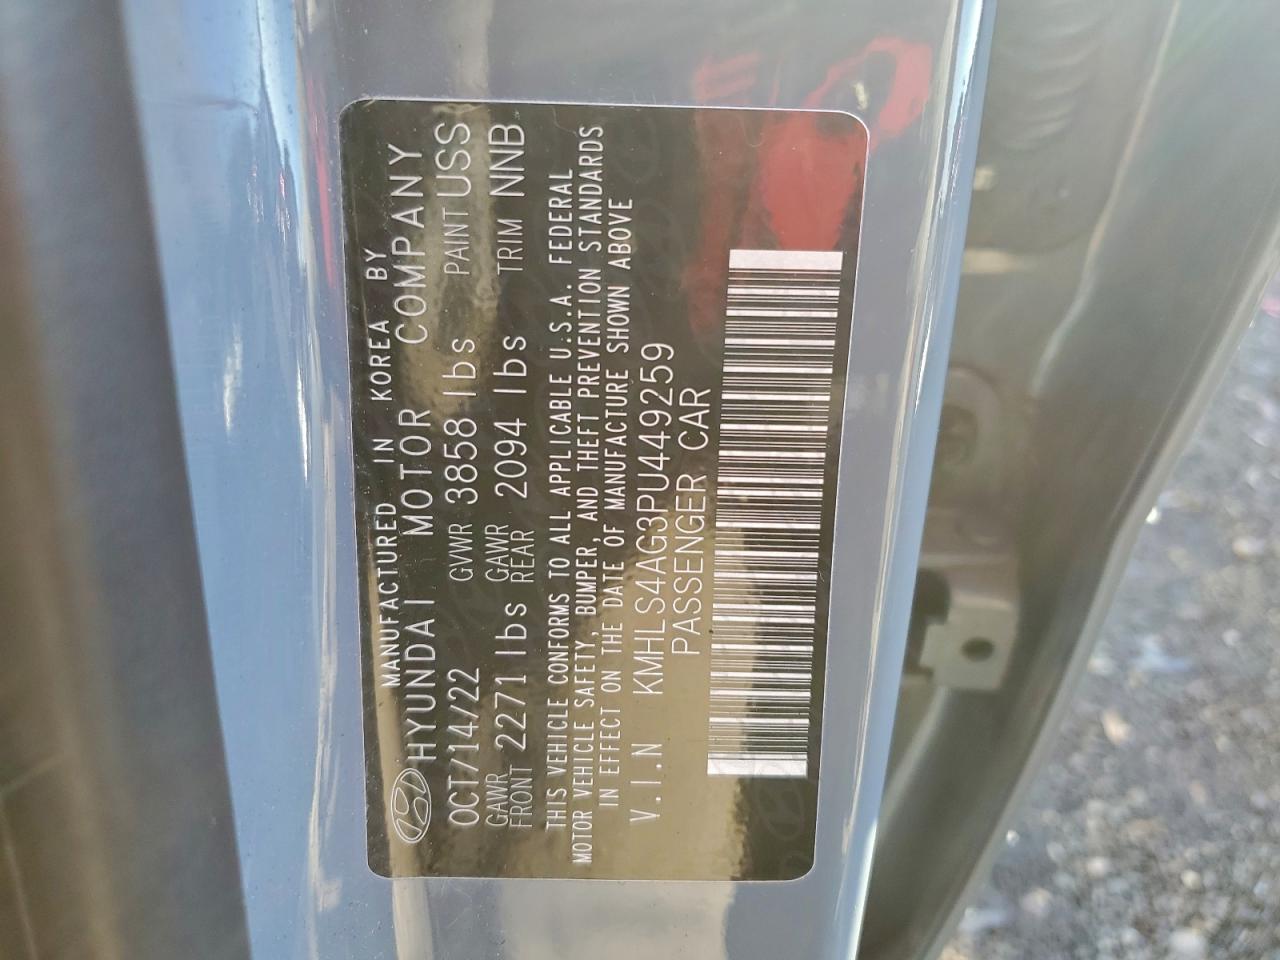 MANUFACTURED IN KOREA BY
HYUNDAI MOTOR COMPANY
OCT/14/22 GVWR 3858 lbs PAINT USS
GAWR FRONT 2271 lbs GAWR REAR 2094 lbs TRIM NNB
THIS VEHICLE CONFORMS TO ALL APPLICABLE U.S.A. FEDERAL
MOTOR VEHICLE SAFETY, BUMPER, AND THEFT PREVENTION STANDARDS
IN EFFECT ON THE DATE OF MANUFACTURE SHOWN ABOVE
V.I.N KMHLS4AG3PU449259
PASSENGER CAR